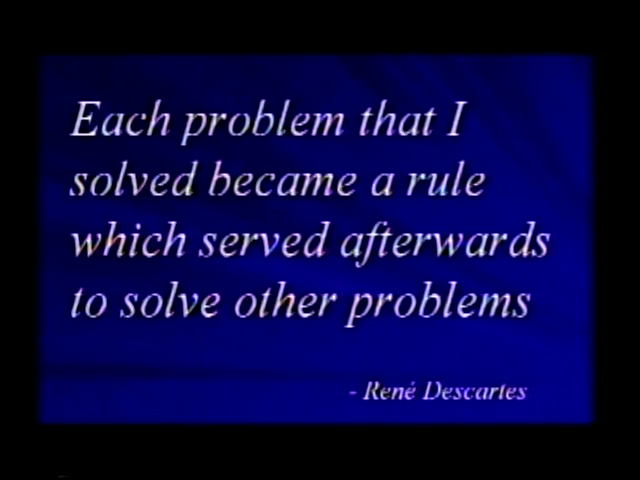 Each problem that I
solved became a rule
which served afterwards
to solve other problems
- René Descartes